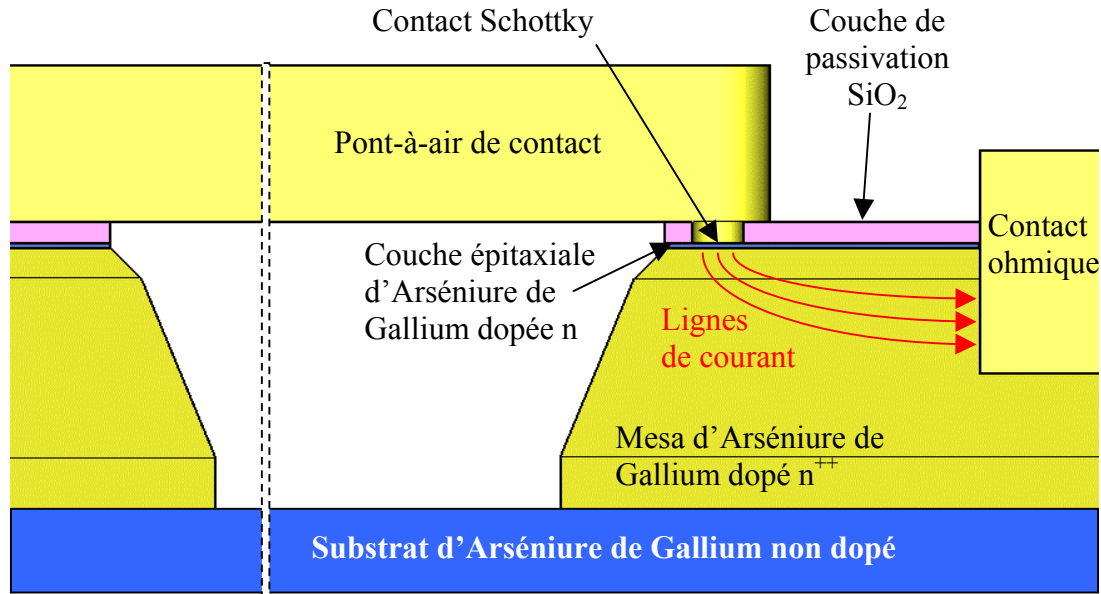 Contact Schottky
Couche de
passivation
SiO₂
Pont-à-air de contact
Contact
ohmique
Couche épitaxiale
d’Arséniure de
Gallium dopée n
Lignes
de courant
Mesa d’Arséniure de
Gallium dopé n⁺⁺
Substrat d’Arséniure de Gallium non dopé